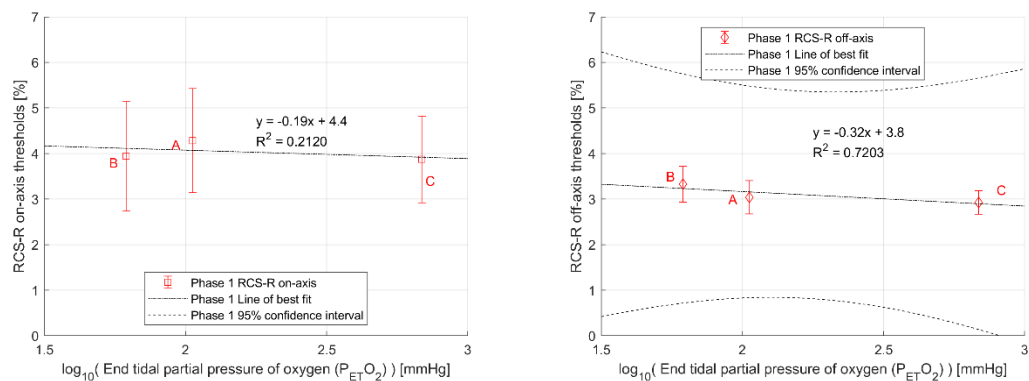 7
6
5
4
3
2
1
0
RCS-R on-axis thresholds [%]
B
A
C
y = -0.19x + 4.4
R² = 0.2120
Phase 1 RCS-R on-axis
Phase 1 Line of best fit
Phase 1 95% confidence interval
1.5 2 2.5 3
log₁₀( End tidal partial pressure of oxygen (P_ETO₂) ) [mmHg]
7
6
5
4
3
2
1
0
RCS-R off-axis thresholds [%]
Phase 1 RCS-R off-axis
Phase 1 Line of best fit
Phase 1 95% confidence interval
y = -0.32x + 3.8
R² = 0.7203
B
A
C
1.5 2 2.5 3
log₁₀( End tidal partial pressure of oxygen (P_ETO₂) ) [mmHg]